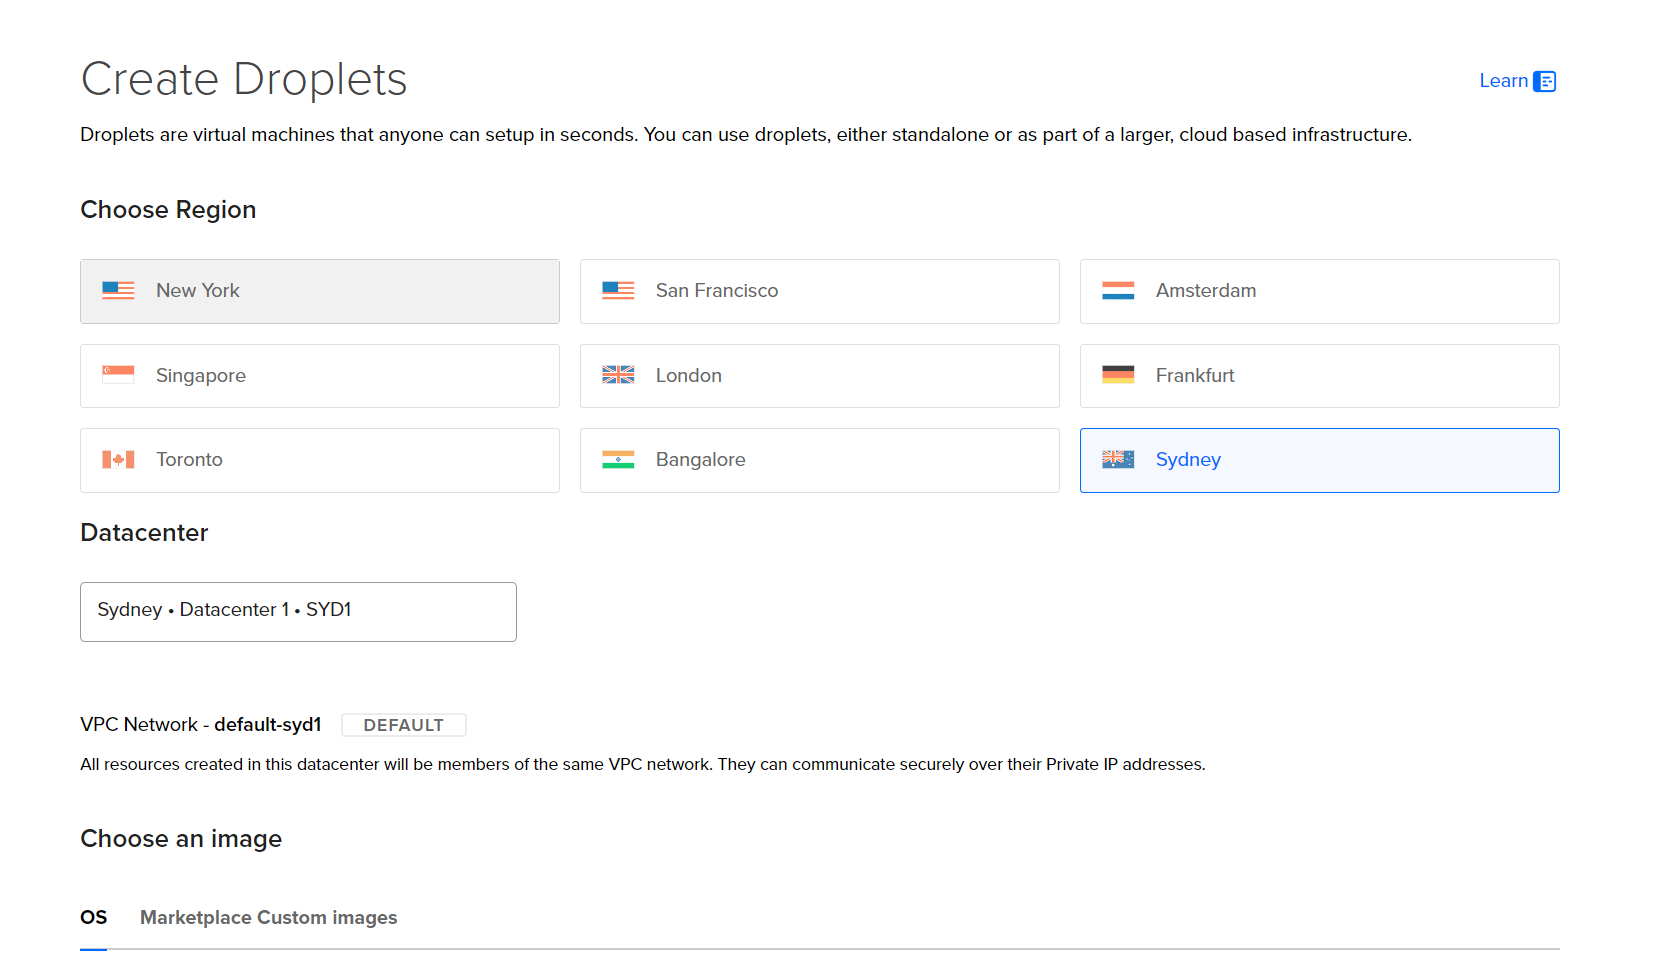 Create Droplets
Learn
Droplets are virtual machines that anyone can setup in seconds. You can use droplets, either standalone or as part of a larger, cloud based infrastructure.
Choose Region
New York
San Francisco
Amsterdam
Singapore
London
Frankfurt
Toronto
Bangalore
Sydney
Datacenter
Sydney • Datacenter 1 • SYD1
VPC Network - default-syd1 DEFAULT
All resources created in this datacenter will be members of the same VPC network. They can communicate securely over their Private IP addresses.
Choose an image
OS Marketplace Custom images